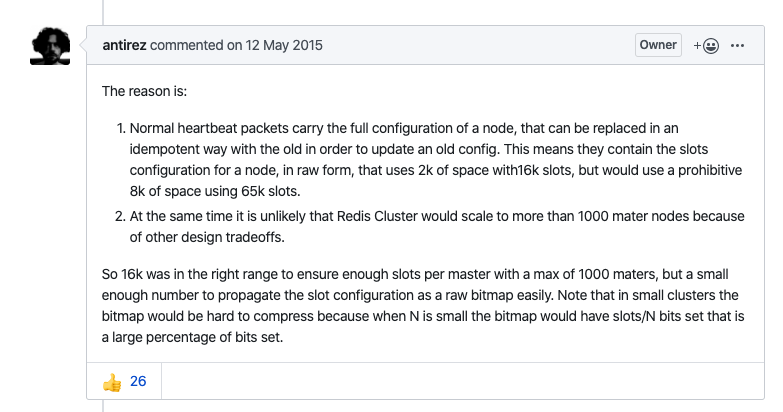 antirez commented on 12 May 2015 Owner
The reason is:
1. Normal heartbeat packets carry the full configuration of a node, that can be replaced in an
idempotent way with the old in order to update an old config. This means they contain the slots
configuration for a node, in raw form, that uses 2k of space with16k slots, but would use a prohibitive
8k of space using 65k slots.
2. At the same time it is unlikely that Redis Cluster would scale to more than 1000 mater nodes because
of other design tradeoffs.
So 16k was in the right range to ensure enough slots per master with a max of 1000 maters, but a small
enough number to propagate the slot configuration as a raw bitmap easily. Note that in small clusters the
bitmap would be hard to compress because when N is small the bitmap would have slots/N bits set that is
a large percentage of bits set.
26